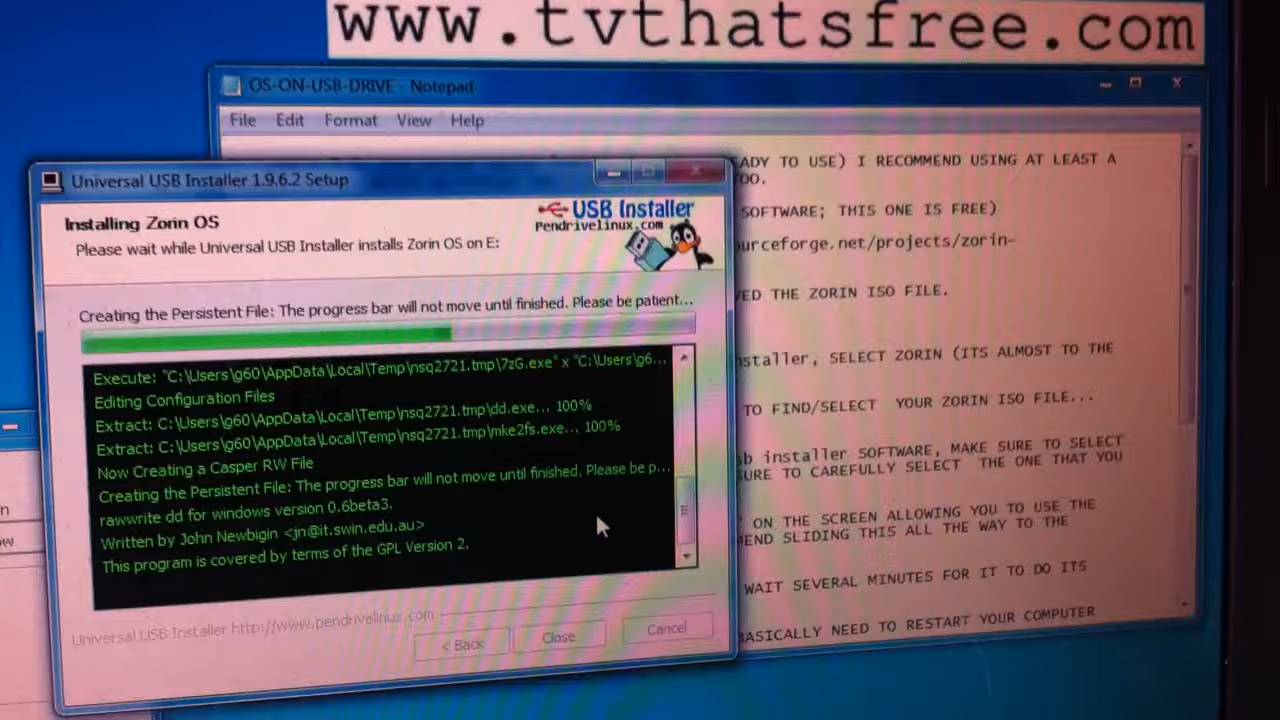 www.tvthatsfree.com
OS-ON-USB-DRIVE - Notepad
File Edit Format View Help
ADY TO USE) I RECOMMEND USING AT LEAST A
OO.
SOFTWARE; THIS ONE IS FREE)
urceforge.net/projects/zorin-
ED THE ZORIN ISO FILE.
nstaller, SELECT ZORIN (ITS ALMOST TO THE
TO FIND/SELECT YOUR ZORIN ISO FILE...
sb installer SOFTWARE, MAKE SURE TO SELECT
SURE TO CAREFULLY SELECT THE ONE THAT YOU
ON THE SCREEN ALLOWING YOU TO USE THE
MEND SLIDING THIS ALL THE WAY TO THE
WAIT SEVERAL MINUTES FOR IT TO DO ITS
BASICALLY NEED TO RESTART YOUR COMPUTER
Universal USB Installer 1.9.6.2 Setup
Installing Zorin OS
Please wait while Universal USB Installer installs Zorin OS on E:
USB Installer
Pendrivelinux.com
Creating the Persistent File: The progress bar will not move until finished. Please be patient...
Execute: "C:\Users\g60\AppData\Local\Temp\nsq2721.tmp\7zG.exe" x "C:\Users\g6...
Editing Configuration Files
Extract: C:\Users\g60\AppData\Local\Temp\nsq2721.tmp\dd.exe... 100%
Extract: C:\Users\g60\AppData\Local\Temp\nsq2721.tmp\mke2fs.exe... 100%
Now Creating a Casper RW File
Creating the Persistent File: The progress bar will not move until finished. Please be p...
rawwrite dd for windows version 0.6beta3.
Written by John Newbigin <jn@it.swin.edu.au>
This program is covered by terms of the GPL Version 2.
Universal USB Installer http://www.pendrivelinux.com
< Back Close Cancel